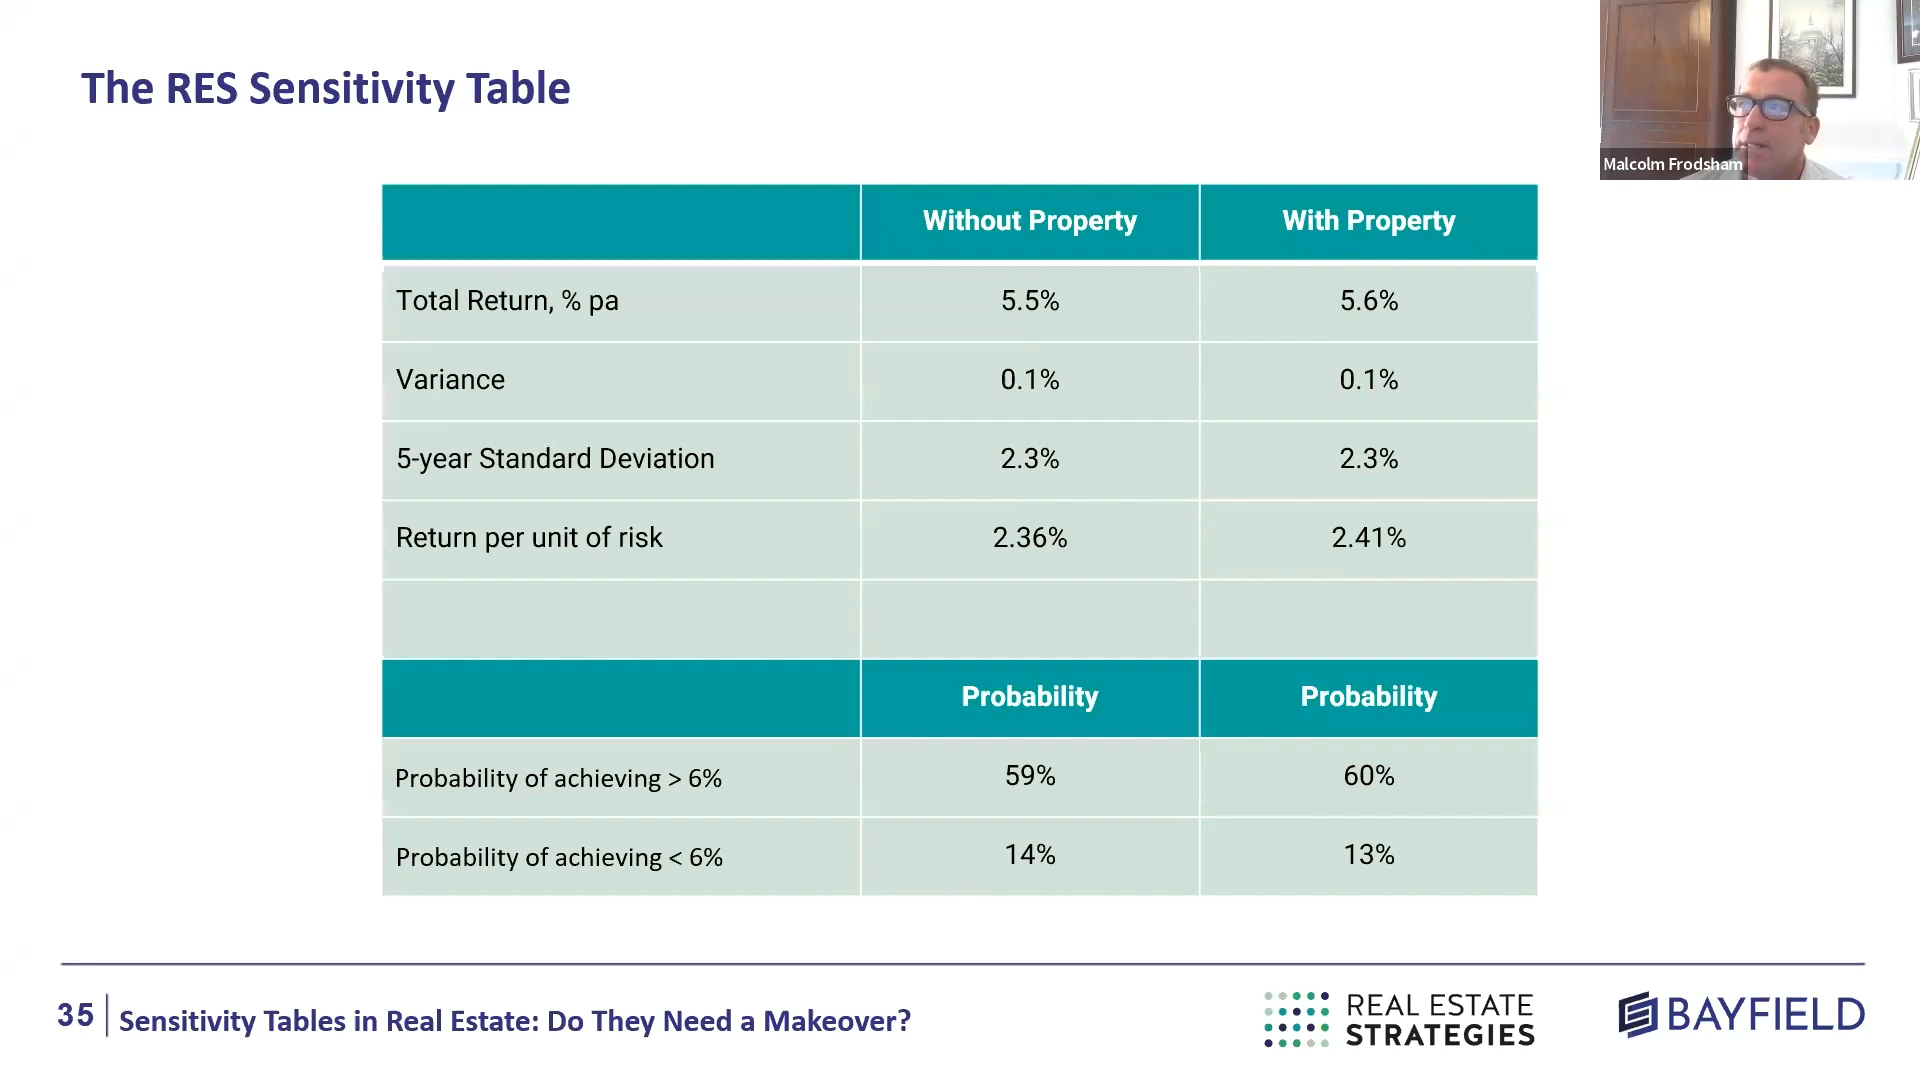 The RES Sensitivity Table
Malcolm Frodsham
Without Property With Property
Total Return, % pa 5.5% 5.6%
Variance 0.1% 0.1%
5-year Standard Deviation 2.3% 2.3%
Return per unit of risk 2.36% 2.41%
Probability Probability
Probability of achieving > 6% 59% 60%
Probability of achieving < 6% 14% 13%
35 Sensitivity Tables in Real Estate: Do They Need a Makeover?
REAL ESTATE
STRATEGIES
BAYFIELD